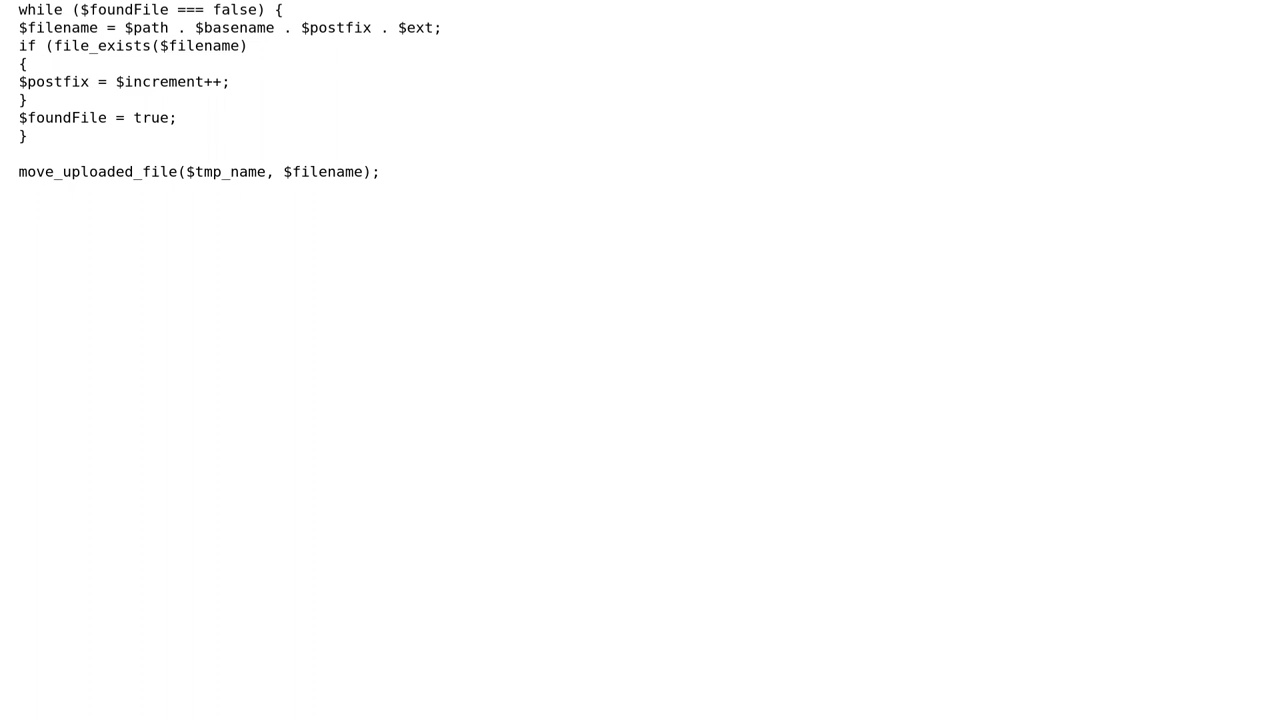 while ($foundFile === false) {
$filename = $path . $basename . $postfix . $ext;
if (file_exists($filename)
{
$postfix = $increment++;
}
$foundFile = true;
}

move_uploaded_file($tmp_name, $filename);